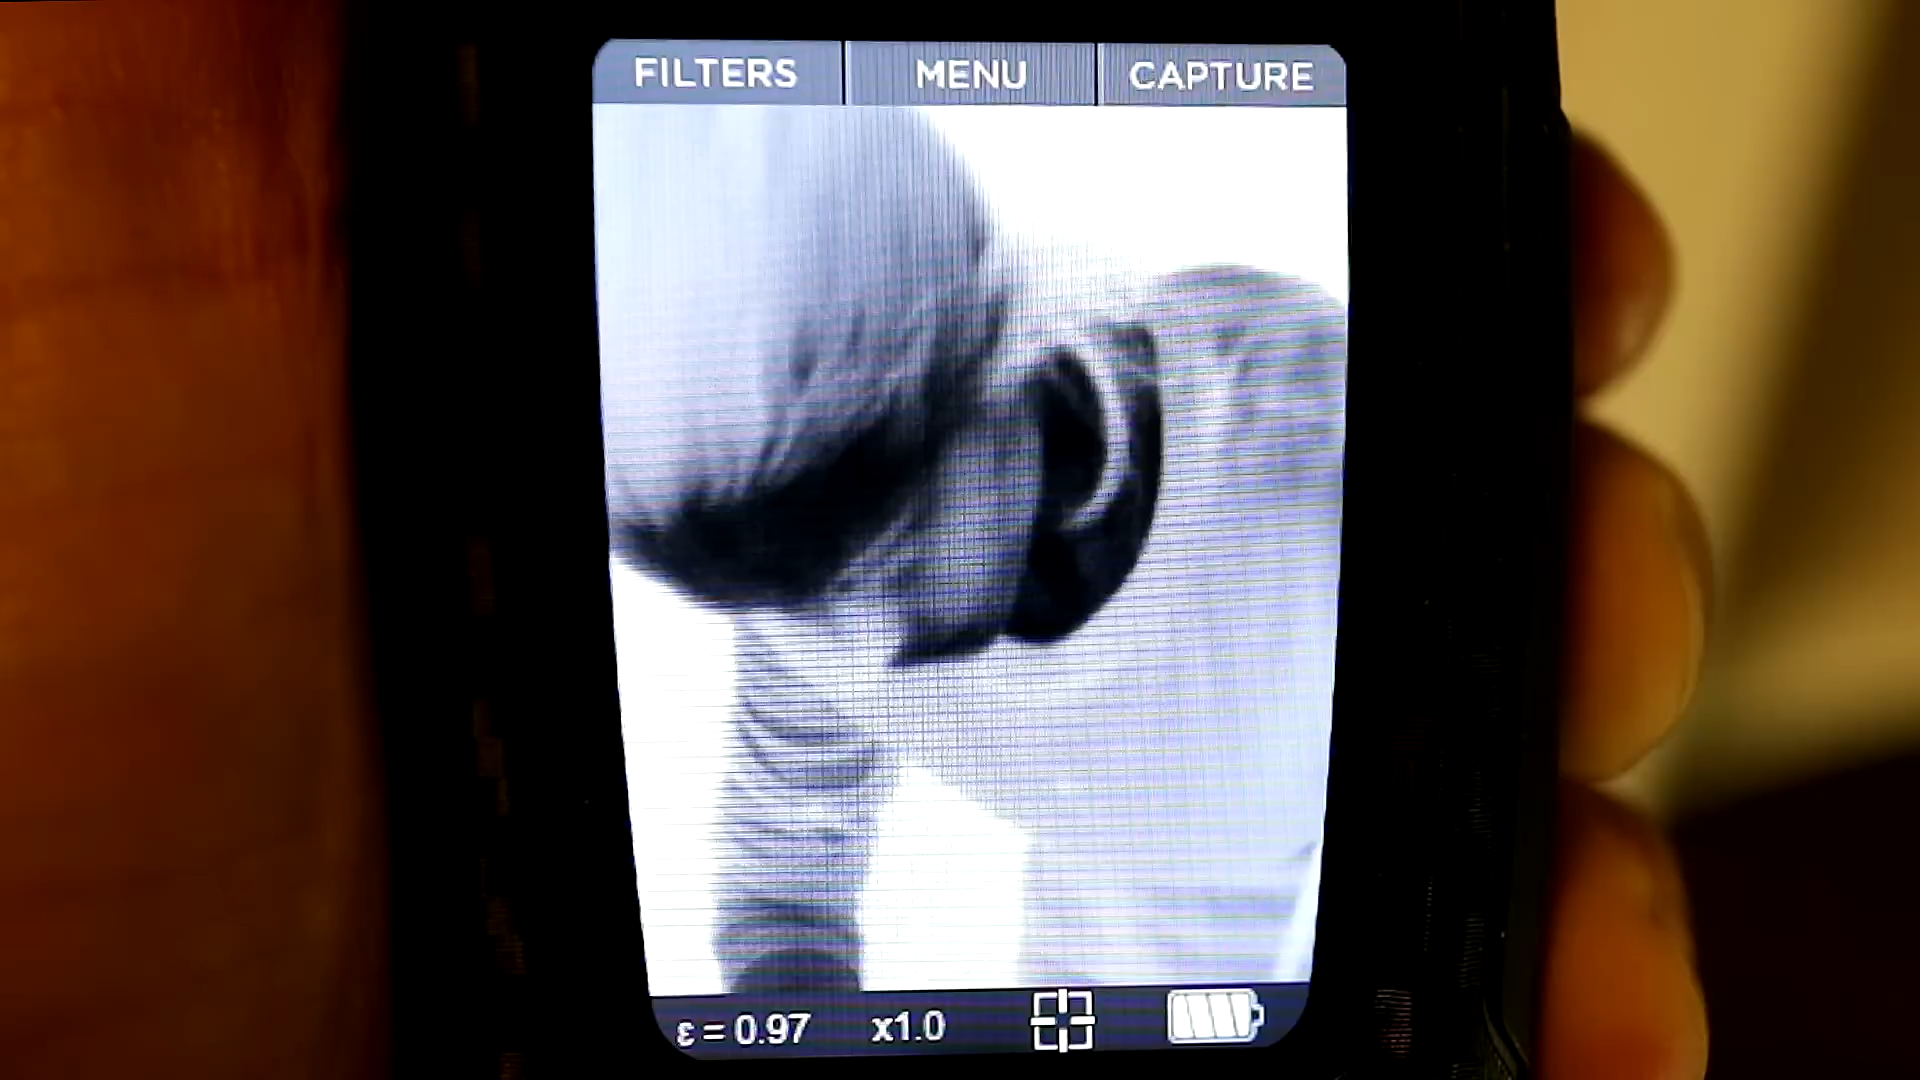 FILTERS MENU CAPTURE
ε = 0.97 x1.0